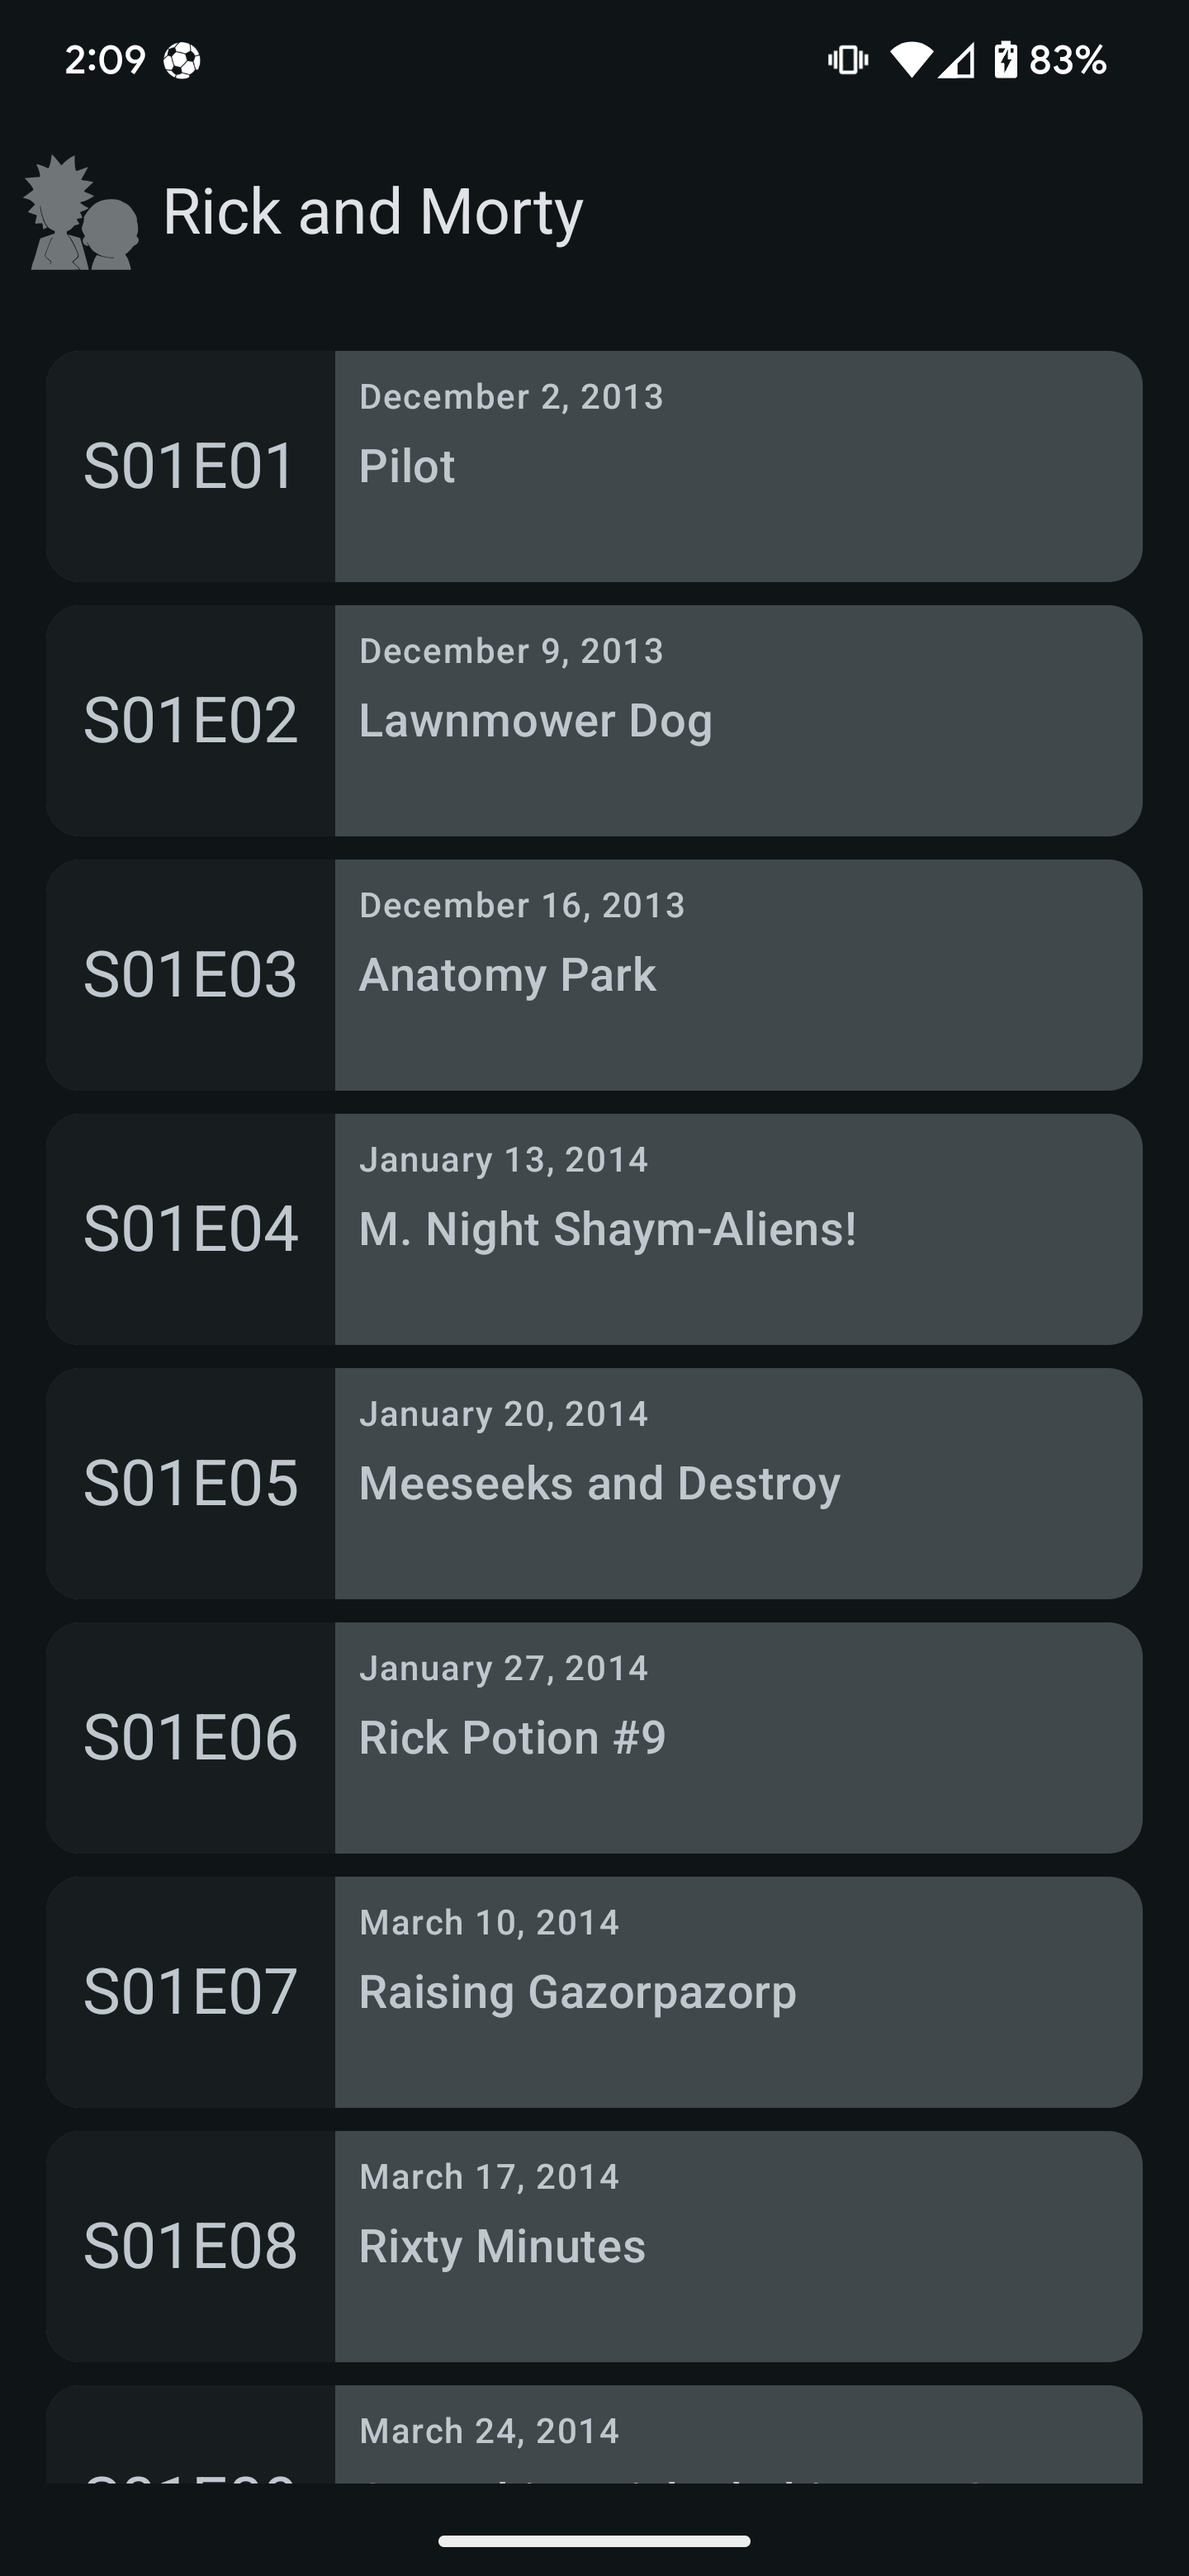 2:09
83%
Rick and Morty
December 2, 2013
S01E01
Pilot
December 9, 2013
S01E02
Lawnmower Dog
December 16, 2013
S01E03
Anatomy Park
January 13, 2014
S01E04
M. Night Shaym-Aliens!
January 20, 2014
S01E05
Meeseeks and Destroy
January 27, 2014
S01E06
Rick Potion #9
March 10, 2014
S01E07
Raising Gazorpazorp
March 17, 2014
S01E08
Rixty Minutes
March 24, 2014